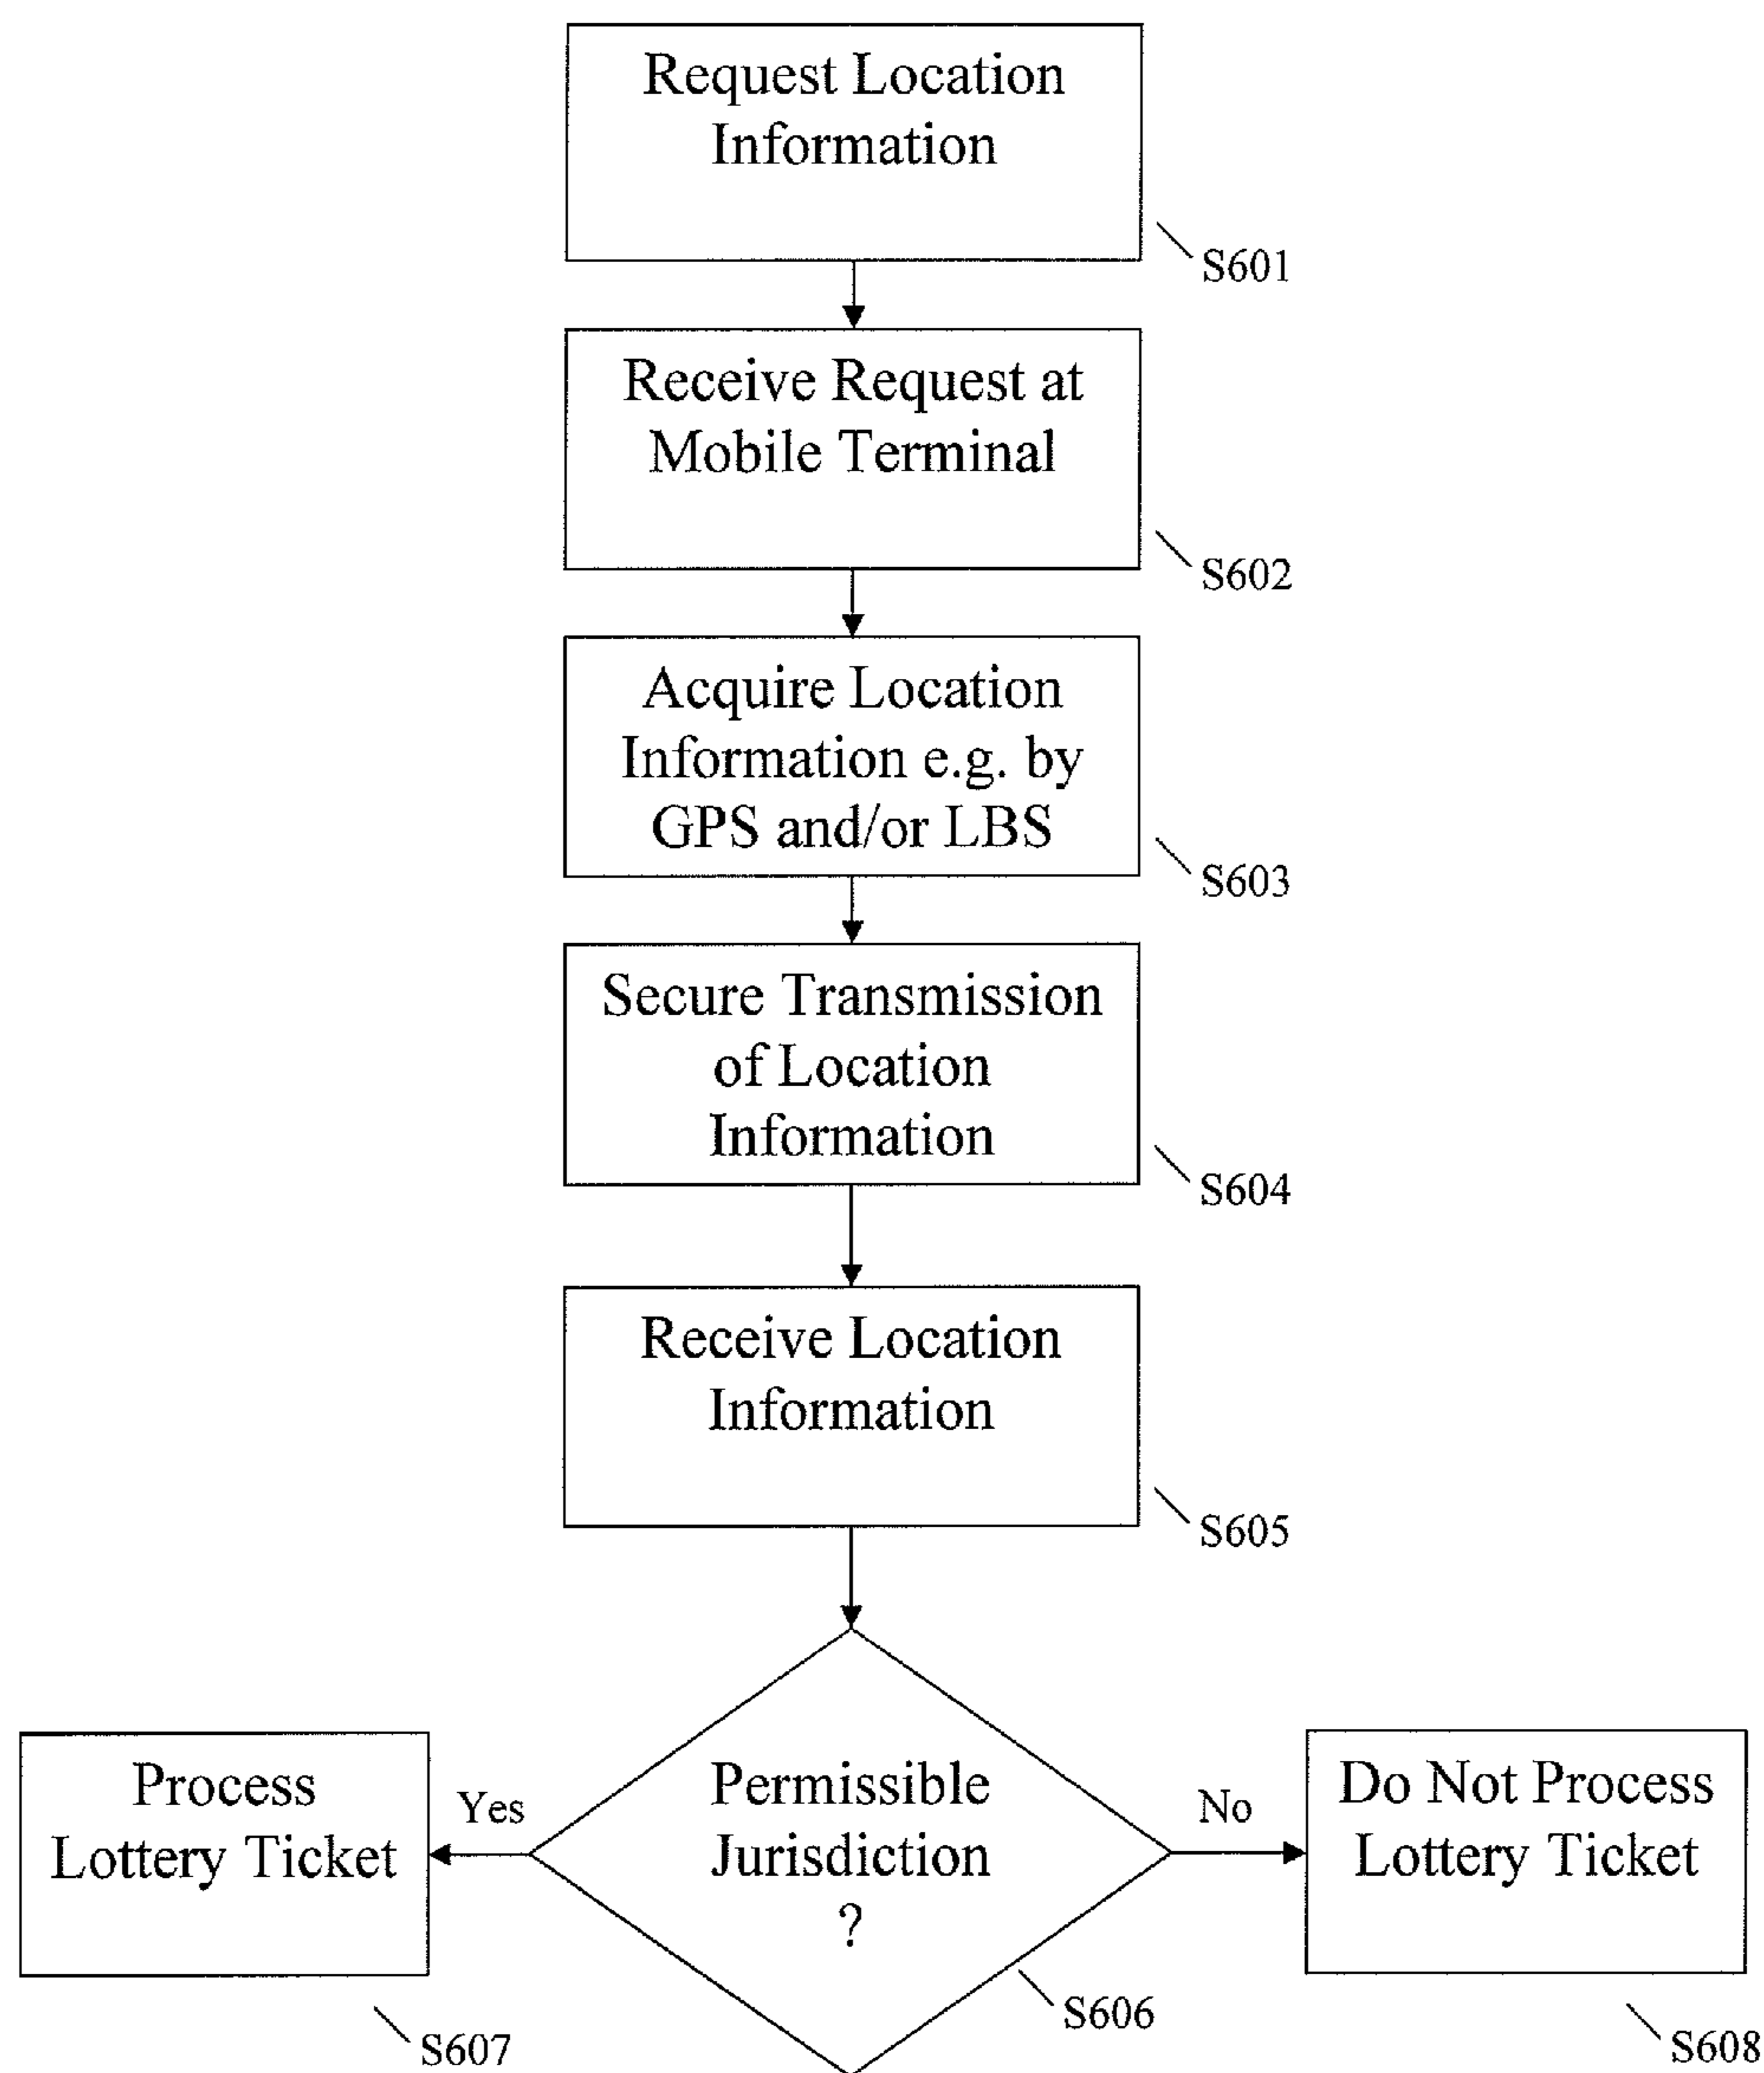 Request Location
Information
S601
Receive Request at
Mobile Terminal
S602
Acquire Location
Information e.g. by
GPS and/or LBS
S603
Secure Transmission
of Location
Information
S604
Receive Location
Information
S605
Permissible
Jurisdiction
?
S606
Yes
Process
Lottery Ticket
S607
No
Do Not Process
Lottery Ticket
S608